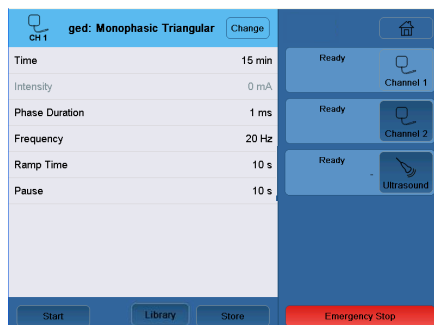 CH 1
ged: Monophasic Triangular
Change
Time 15 min
Intensity 0 mA
Phase Duration 1 ms
Frequency 20 Hz
Ramp Time 10 s
Pause 10 s
Ready
Channel 1
Ready
Channel 2
Ready
-
Ultrasound
Start
Library
Store
Emergency Stop